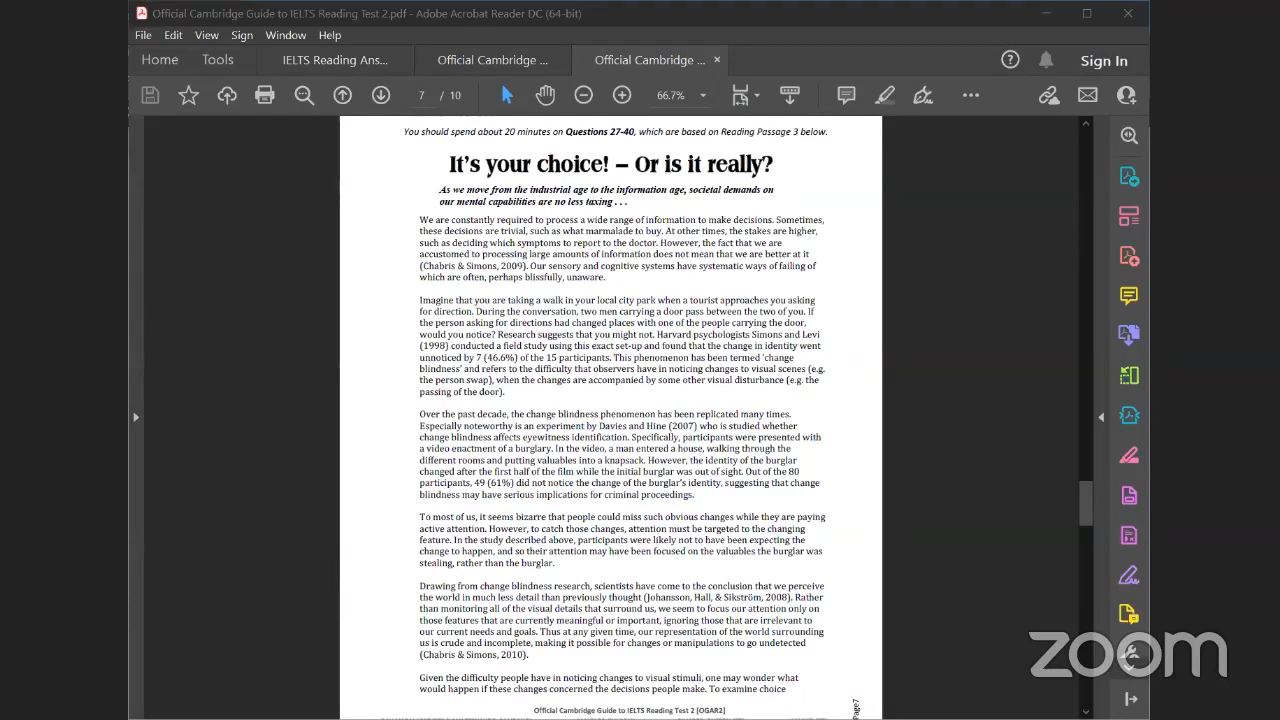 Official Cambridge Guide to IELTS Reading Test 2.pdf - Adobe Acrobat Reader DC (64-bit)
File Edit View Sign Window Help
Home Tools IELTS Reading Ans... Official Cambridge ... Official Cambridge ... × Sign In
7 / 10 66.7%
You should spend about 20 minutes on Questions 27-40, which are based on Reading Passage 3 below.
It's your choice! – Or is it really?
As we move from the industrial age to the information age, societal demands on
our mental capabilities are no less taxing . . .
We are constantly required to process a wide range of information to make decisions. Sometimes,
these decisions are trivial, such as what marmalade to buy. At other times, the stakes are higher,
such as deciding which symptoms to report to the doctor. However, the fact that we are
accustomed to processing large amounts of information does not mean that we are better at it
(Chabris & Simons, 2009). Our sensory and cognitive systems have systematic ways of failing of
which are often, perhaps blissfully, unaware.
Imagine that you are taking a walk in your local city park when a tourist approaches you asking
for direction. During the conversation, two men carrying a door pass between the two of you. If
the person asking for directions had changed places with one of the people carrying the door,
would you notice? Research suggests that you might not. Harvard psychologists Simons and Levi
(1998) conducted a field study using this exact set-up and found that the change in identity went
unnoticed by 7 (46.6%) of the 15 participants. This phenomenon has been termed 'change
blindness' and refers to the difficulty that observers have in noticing changes to visual scenes (e.g.
the person swap), when the changes are accompanied by some other visual disturbance (e.g. the
passing of the door).
Over the past decade, the change blindness phenomenon has been replicated many times.
Especially noteworthy is an experiment by Davies and Hine (2007) who is studied whether
change blindness affects eyewitness identification. Specifically, participants were presented with
a video enactment of a burglary. In the video, a man entered a house, walking through the
different rooms and putting valuables into a knapsack. However, the identity of the burglar
changed after the first half of the film while the initial burglar was out of sight. Out of the 80
participants, 49 (61%) did not notice the change of the burglar's identity, suggesting that change
blindness may have serious implications for criminal proceedings.
To most of us, it seems bizarre that people could miss such obvious changes while they are paying
active attention. However, to catch those changes, attention must be targeted to the changing
feature. In the study described above, participants were likely not to have been expecting the
change to happen, and so their attention may have been focused on the valuables the burglar was
stealing, rather than the burglar.
Drawing from change blindness research, scientists have come to the conclusion that we perceive
the world in much less detail than previously thought (Johansson, Hall, & Sikström, 2008). Rather
than monitoring all of the visual details that surround us, we seem to focus our attention only on
those features that are currently meaningful or important, ignoring those that are irrelevant to
our current needs and goals. Thus at any given time, our representation of the world surrounding
us is crude and incomplete, making it possible for changes or manipulations to go undetected
(Chabris & Simons, 2010).
Given the difficulty people have in noticing changes to visual stimuli, one may wonder what
would happen if these changes concerned the decisions people make. To examine choice
Official Cambridge Guide to IELTS Reading Test 2 [OGAR2]
Page7
zoom